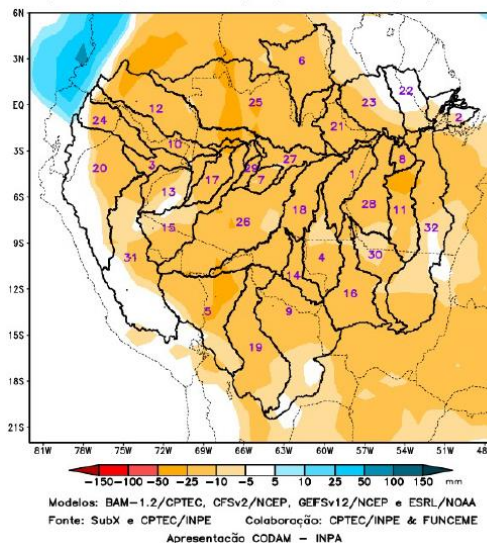 6N
3N
EQ
3S
6S
9S
12S
15S
18S
21S
6
22
12
25
23
24
21
2
10
27
8
20
3
29
13
17
7
1
18
28
11
15
26
32
31
4
30
14
16
5
9
19
81W 78W 75W 72W 69W 66W 63W 60W 57W 54W 51W 48W
−150 −100 −50 −25 −10 −5 5 10 25 50 100 150 mm
Modelos: BAM−1.2/CPTEC, CFSv2/NCEP, GEFSv12/NCEP e ESRL/NOAA
Fonte: SubX e CPTEC/INPE Colaboração: CPTEC/INPE & FUNCEME
Apresentação CODAM − INPA